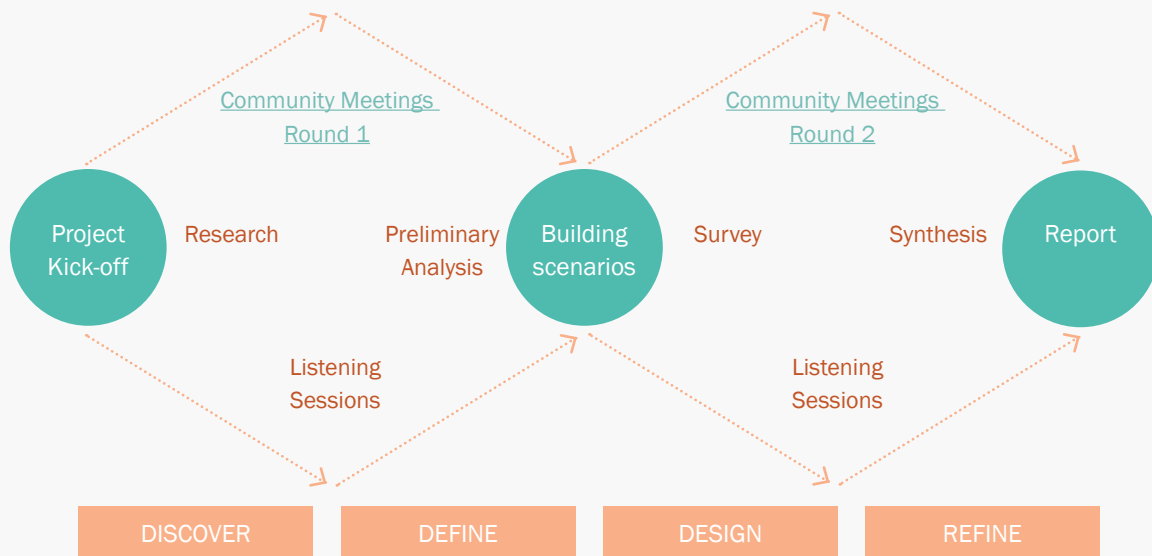 Community Meetings
Round 1
Community Meetings
Round 2
Project
Kick-off
Research
Preliminary
Analysis
Building
scenarios
Survey
Synthesis
Report
Listening
Sessions
Listening
Sessions
DISCOVER
DEFINE
DESIGN
REFINE